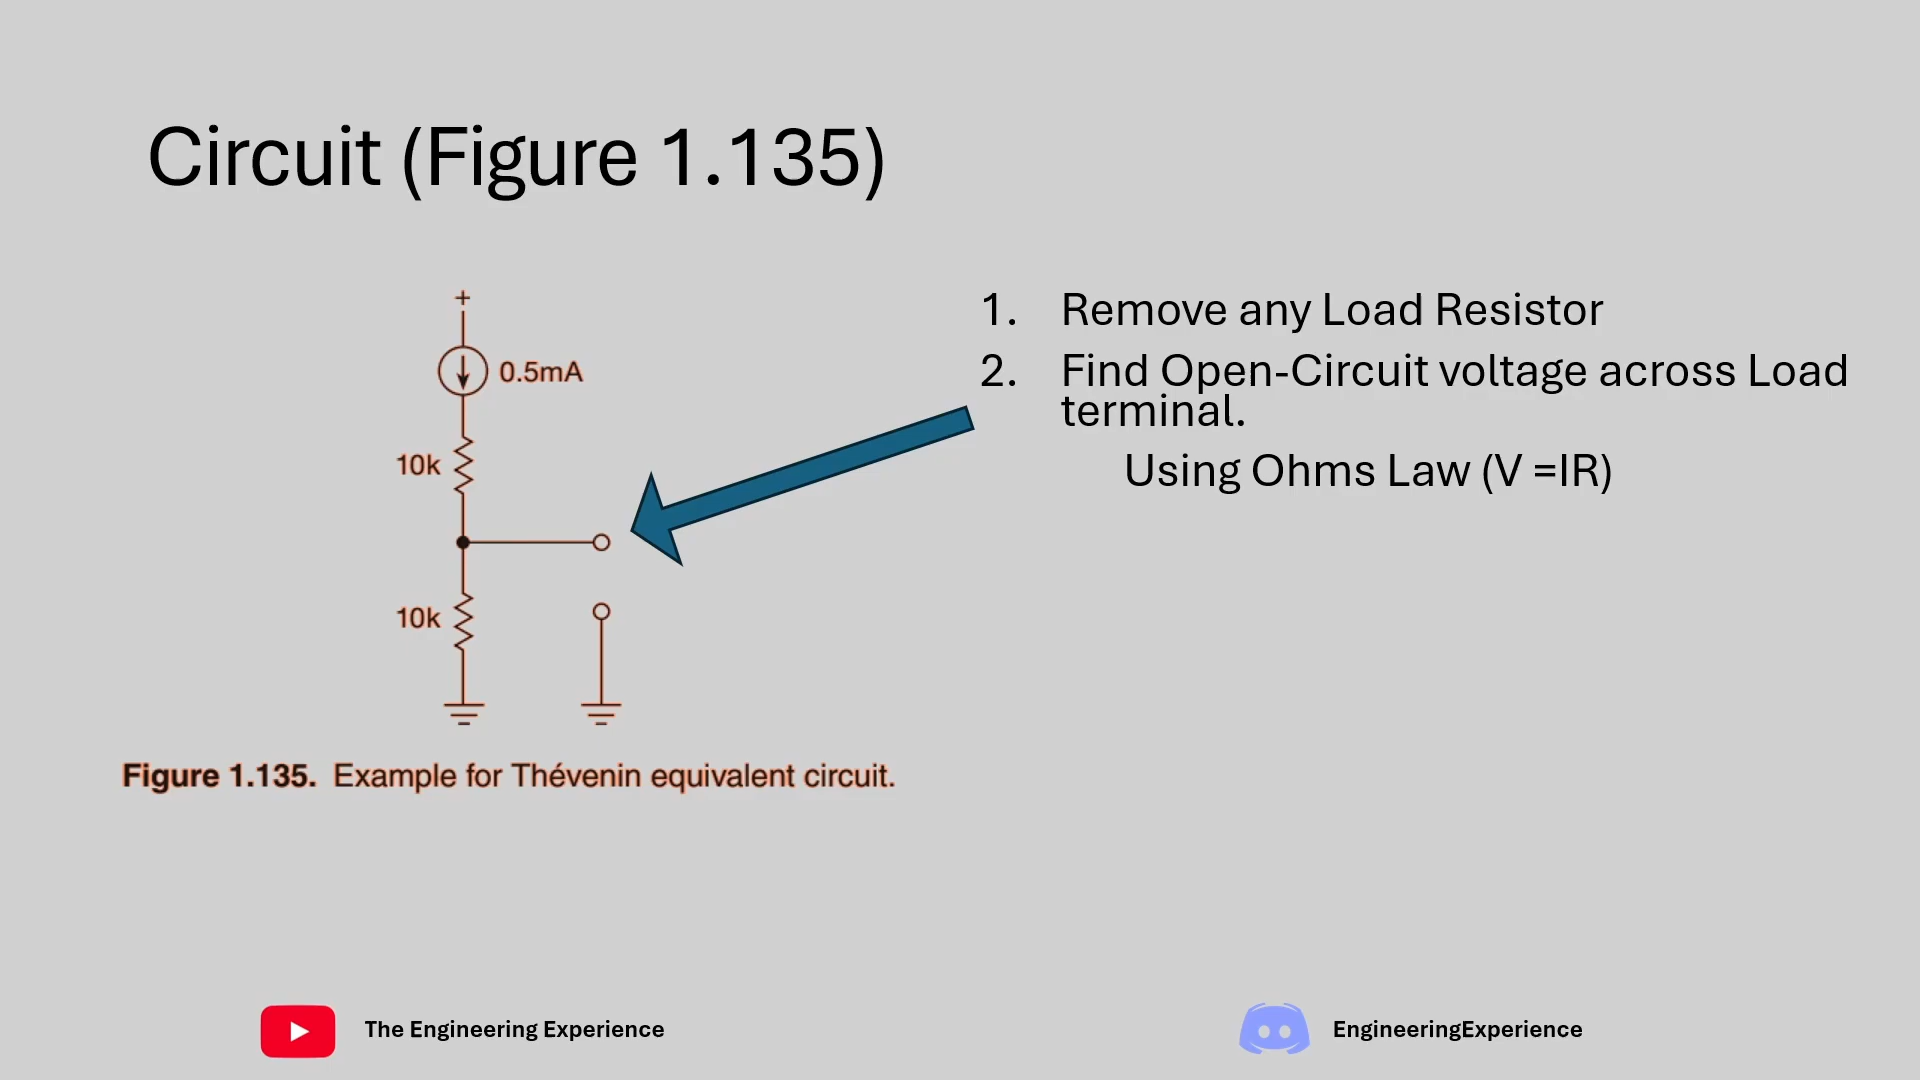 Circuit (Figure 1.135)
+
0.5mA
10k
10k
Figure 1.135. Example for Thévenin equivalent circuit.
1. Remove any Load Resistor
2. Find Open-Circuit voltage across Load
terminal.
Using Ohms Law (V =IR)
The Engineering Experience
EngineeringExperience